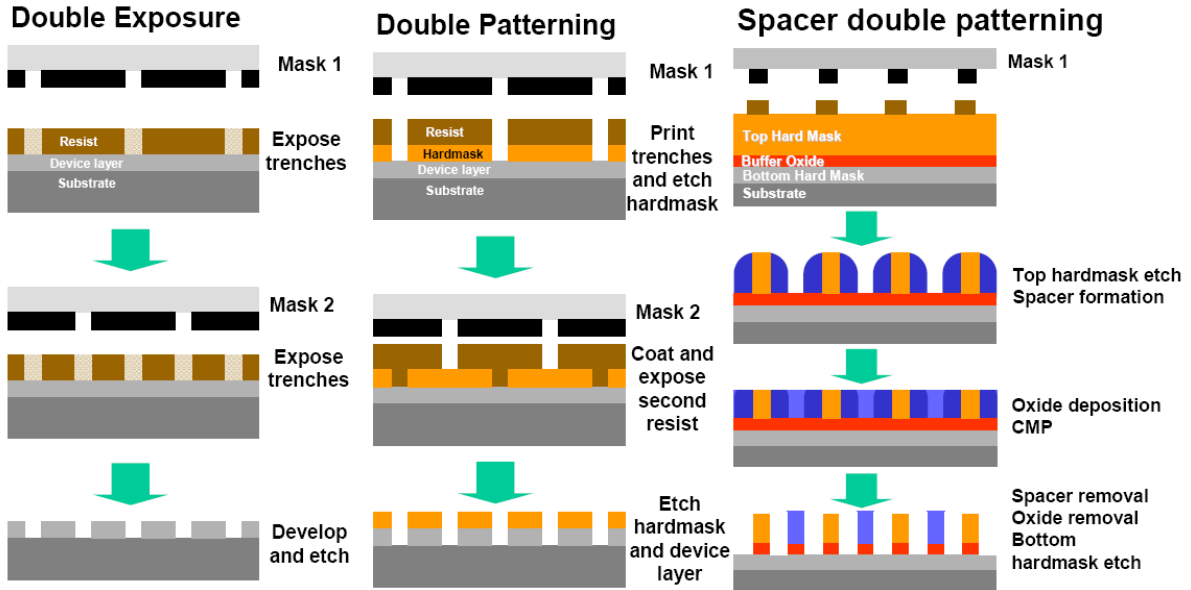 Double Exposure
Mask 1
Resist
Device layer
Substrate
Expose
trenches
Mask 2
Expose
trenches
Develop
and etch
Double Patterning
Mask 1
Resist
Hardmask
Device layer
Substrate
Print
trenches
and etch
hardmask
Mask 2
Coat and
expose
second
resist
Etch
hardmask
and device
layer
Spacer double patterning
Mask 1
Top Hard Mask
Buffer Oxide
Bottom Hard Mask
Substrate
Top hardmask etch
Spacer formation
Oxide deposition
CMP
Spacer removal
Oxide removal
Bottom
hardmask etch